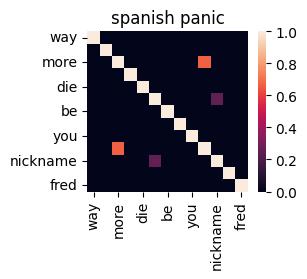 spanish panic
way
more
die
be
you
nickname
fred
1.0
0.8
0.6
0.4
0.2
0.0
way
more
die
be
you
nickname
fred